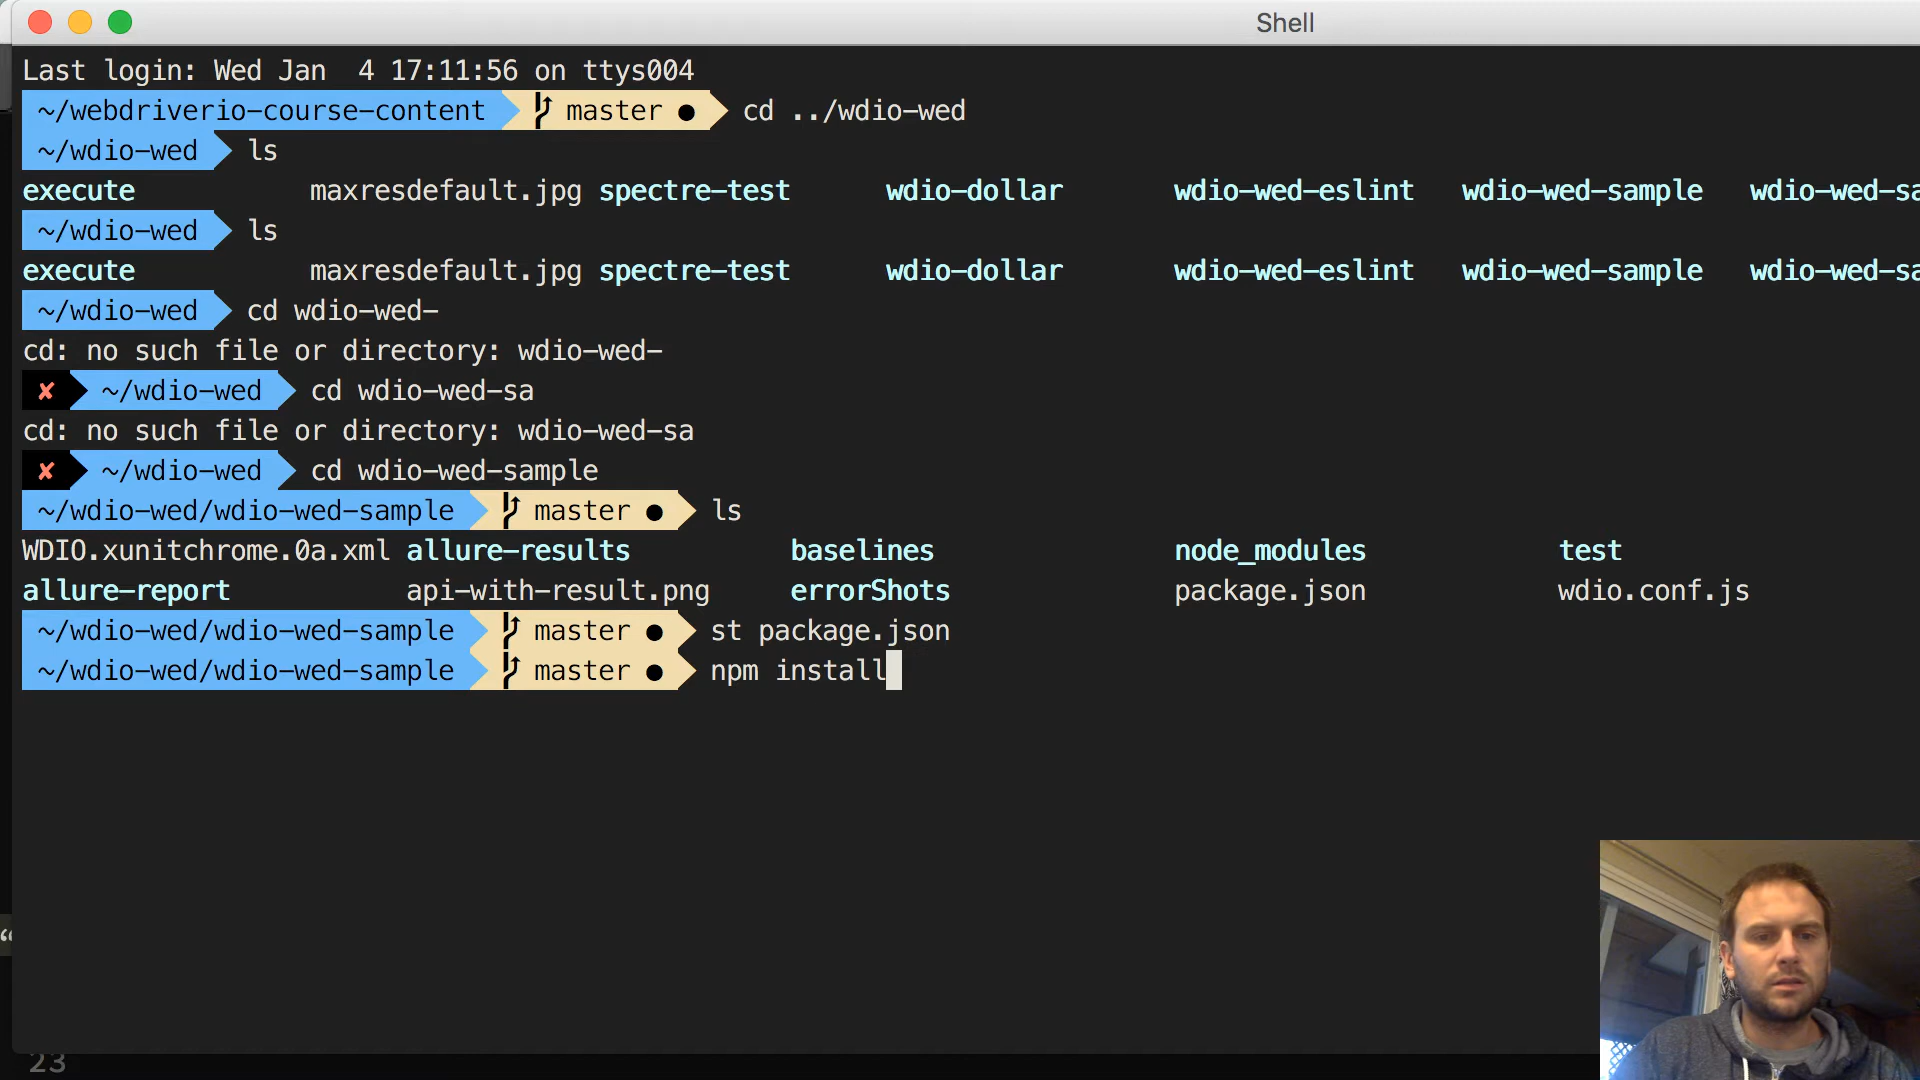 Shell
Last login: Wed Jan  4 17:11:56 on ttys004
~/webdriverio-course-content master ● cd ../wdio-wed
~/wdio-wed ls
execute maxresdefault.jpg spectre-test wdio-dollar wdio-wed-eslint wdio-wed-sample wdio-wed-sa
~/wdio-wed ls
execute maxresdefault.jpg spectre-test wdio-dollar wdio-wed-eslint wdio-wed-sample wdio-wed-sa
~/wdio-wed cd wdio-wed-
cd: no such file or directory: wdio-wed-
✘ ~/wdio-wed cd wdio-wed-sa
cd: no such file or directory: wdio-wed-sa
✘ ~/wdio-wed cd wdio-wed-sample
~/wdio-wed/wdio-wed-sample master ● ls
WDIO.xunitchrome.0a.xml allure-results baselines node_modules test
allure-report api-with-result.png errorShots package.json wdio.conf.js
~/wdio-wed/wdio-wed-sample master ● st package.json
~/wdio-wed/wdio-wed-sample master ● npm install
23